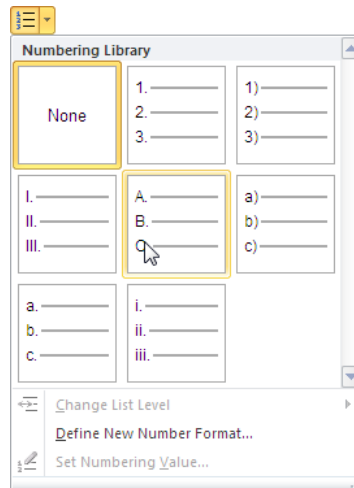 Numbering Library
None
1.
2.
3.
1)
2)
3)
I.
II.
III.
A.
B.
C.
a)
b)
c)
a.
b.
c.
i.
ii.
iii.
Change List Level
Define New Number Format...
Set Numbering Value...